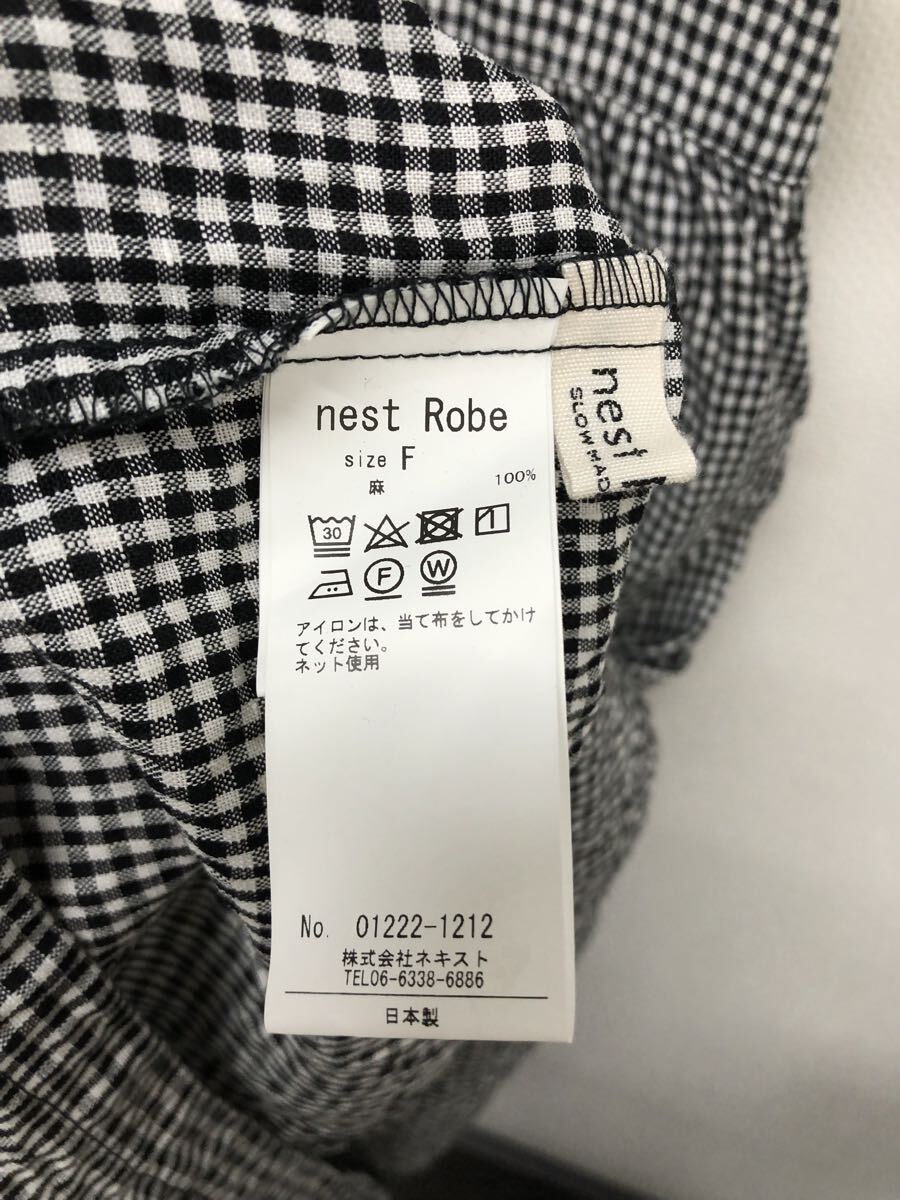 nest Robe
size F
麻 100%
30
F W
アイロンは、当て布をしてかけ
てください。
ネット使用
No. 01222-1212
株式会社ネキスト
TEL06-6338-6886
日本製
nest
SLOW MAD